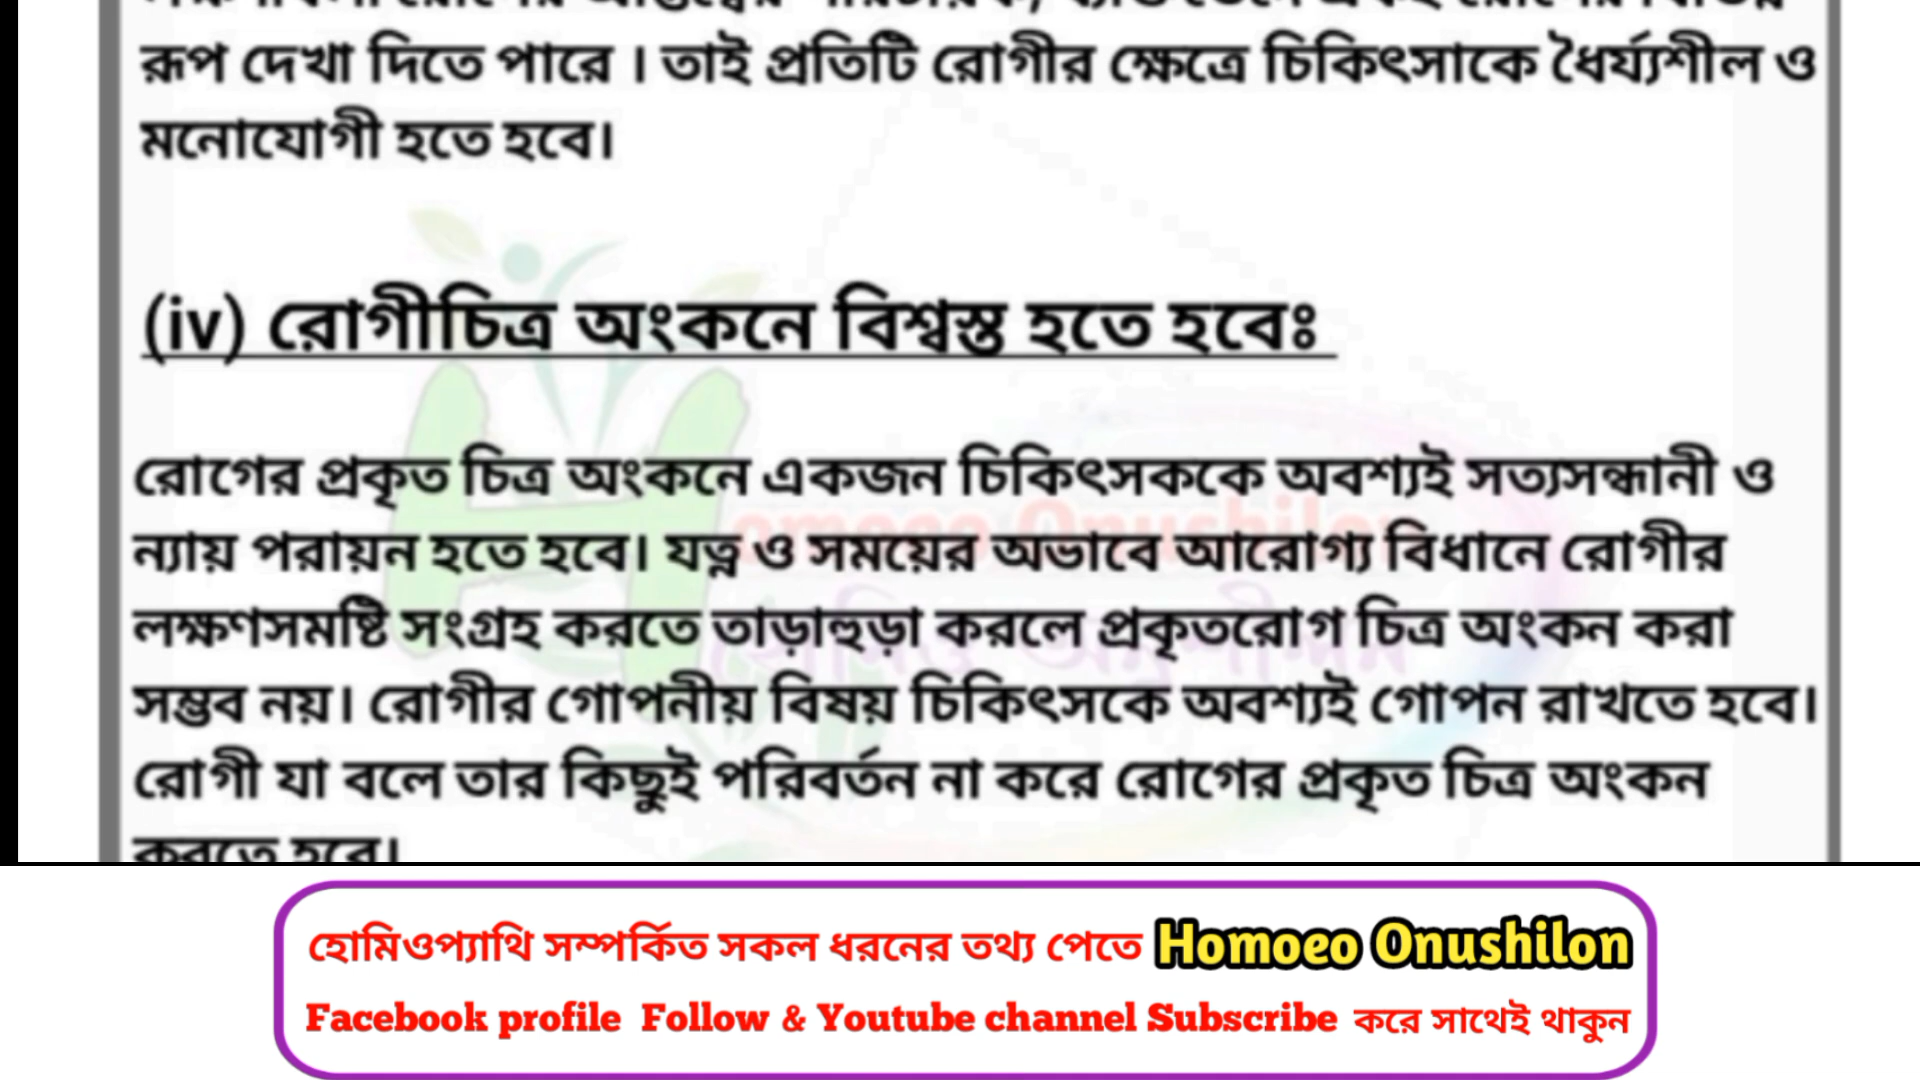 রূপ দেখা দিতে পারে । তাই প্রতিটি রোগীর ক্ষেত্রে চিকিৎসাকে ধৈর্য্যশীল ও
মনোযোগী হতে হবে।
(iv) রোগীচিত্র অংকনে বিশ্বস্ত হতে হবেঃ
রোগের প্রকৃত চিত্র অংকনে একজন চিকিৎসককে অবশ্যই সত্যসন্ধানী ও
ন্যায় পরায়ন হতে হবে। যত্ন ও সময়ের অভাবে আরোগ্য বিধানে রোগীর
লক্ষণসমষ্টি সংগ্রহ করতে তাড়াহুড়া করলে প্রকৃতরোগ চিত্র অংকন করা
সম্ভব নয়। রোগীর গোপনীয় বিষয় চিকিৎসকে অবশ্যই গোপন রাখতে হবে।
রোগী যা বলে তার কিছুই পরিবর্তন না করে রোগের প্রকৃত চিত্র অংকন
করতে হবে।
হোমিওপ্যাথি সম্পর্কিত সকল ধরনের তথ্য পেতে Homoeo Onushilon
Facebook profile Follow & Youtube channel Subscribe করে সাথেই থাকুন